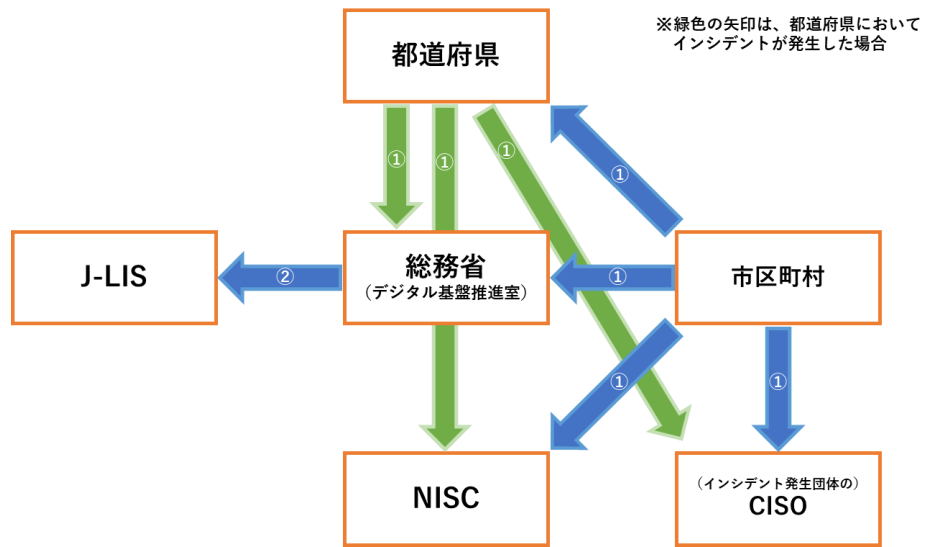 ※緑色の矢印は、都道府県において
インシデントが発生した場合
都道府県
①
①
①
①
J-LIS
②
総務省
（デジタル基盤推進室）
①
市区町村
①
①
NISC
（インシデント発生団体の）
CISO